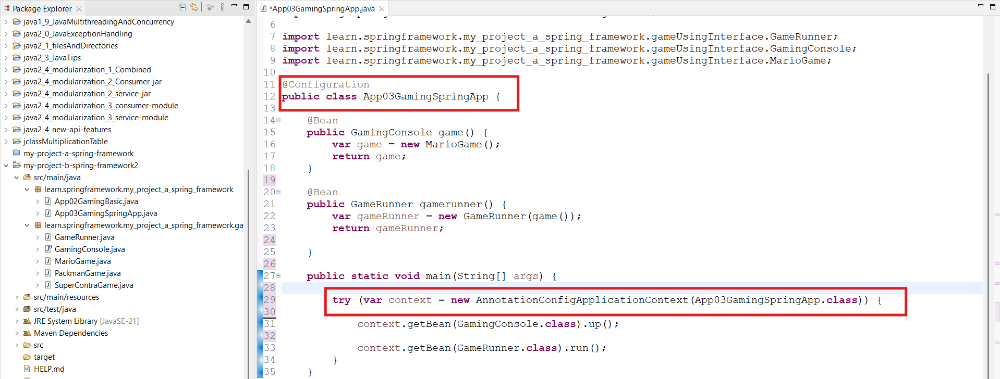 Package Explorer
java1_9_JavaMultithreadingAndConcurrency
java2_0_JavaExceptionHandling
java2_1_filesAndDirectories
java2_3_JavaTips
java2_4_modularization_1_Combined
java2_4_modularization_2_Consumer-jar
java2_4_modularization_2_service-jar
java2_4_modularization_3_consumer-module
java2_4_modularization_3_service-module
java2_4_new-api-features
jclassMultiplicationTable
my-project-a-spring-framework
my-project-b-spring-framework2
src/main/java
learn.springframework.my_project_a_spring_framework
App02GamingBasic.java
App03GamingSpringApp.java
learn.springframework.my_project_a_spring_framework.ga
GameRunner.java
GamingConsole.java
MarioGame.java
PackmanGame.java
SuperContraGame.java
src/main/resources
src/test/java
JRE System Library [JavaSE-21]
Maven Dependencies
src
target
HELP.md
*App03GamingSpringApp.java
6
7 import learn.springframework.my_project_a_spring_framework.gameUsingInterface.GameRunner;
8 import learn.springframework.my_project_a_spring_framework.gameUsingInterface.GamingConsole;
9 import learn.springframework.my_project_a_spring_framework.gameUsingInterface.MarioGame;
10
11 @Configuration
12 public class App03GamingSpringApp {
13
14 @Bean
15 public GamingConsole game() {
16 var game = new MarioGame();
17 return game;
18 }
19
20 @Bean
21 public GameRunner gamerunner() {
22 var gameRunner = new GameRunner(game());
23 return gameRunner;
24
25 }
26
27 public static void main(String[] args) {
28
29 try (var context = new AnnotationConfigApplicationContext(App03GamingSpringApp.class)) {
30
31 context.getBean(GamingConsole.class).up();
32
33 context.getBean(GameRunner.class).run();
34 }
35 }